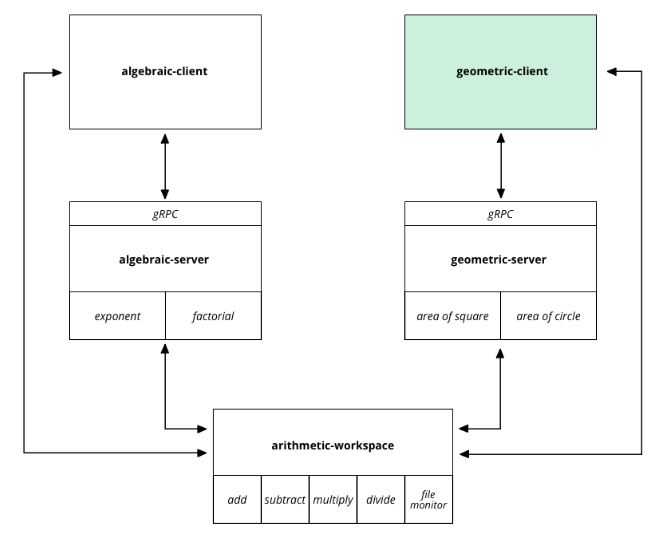 algebraic-client
geometric-client
gRPC
gRPC
algebraic-server
geometric-server
exponent
factorial
area of square
area of circle
arithmetic-workspace
add
subtract
multiply
divide
file
monitor